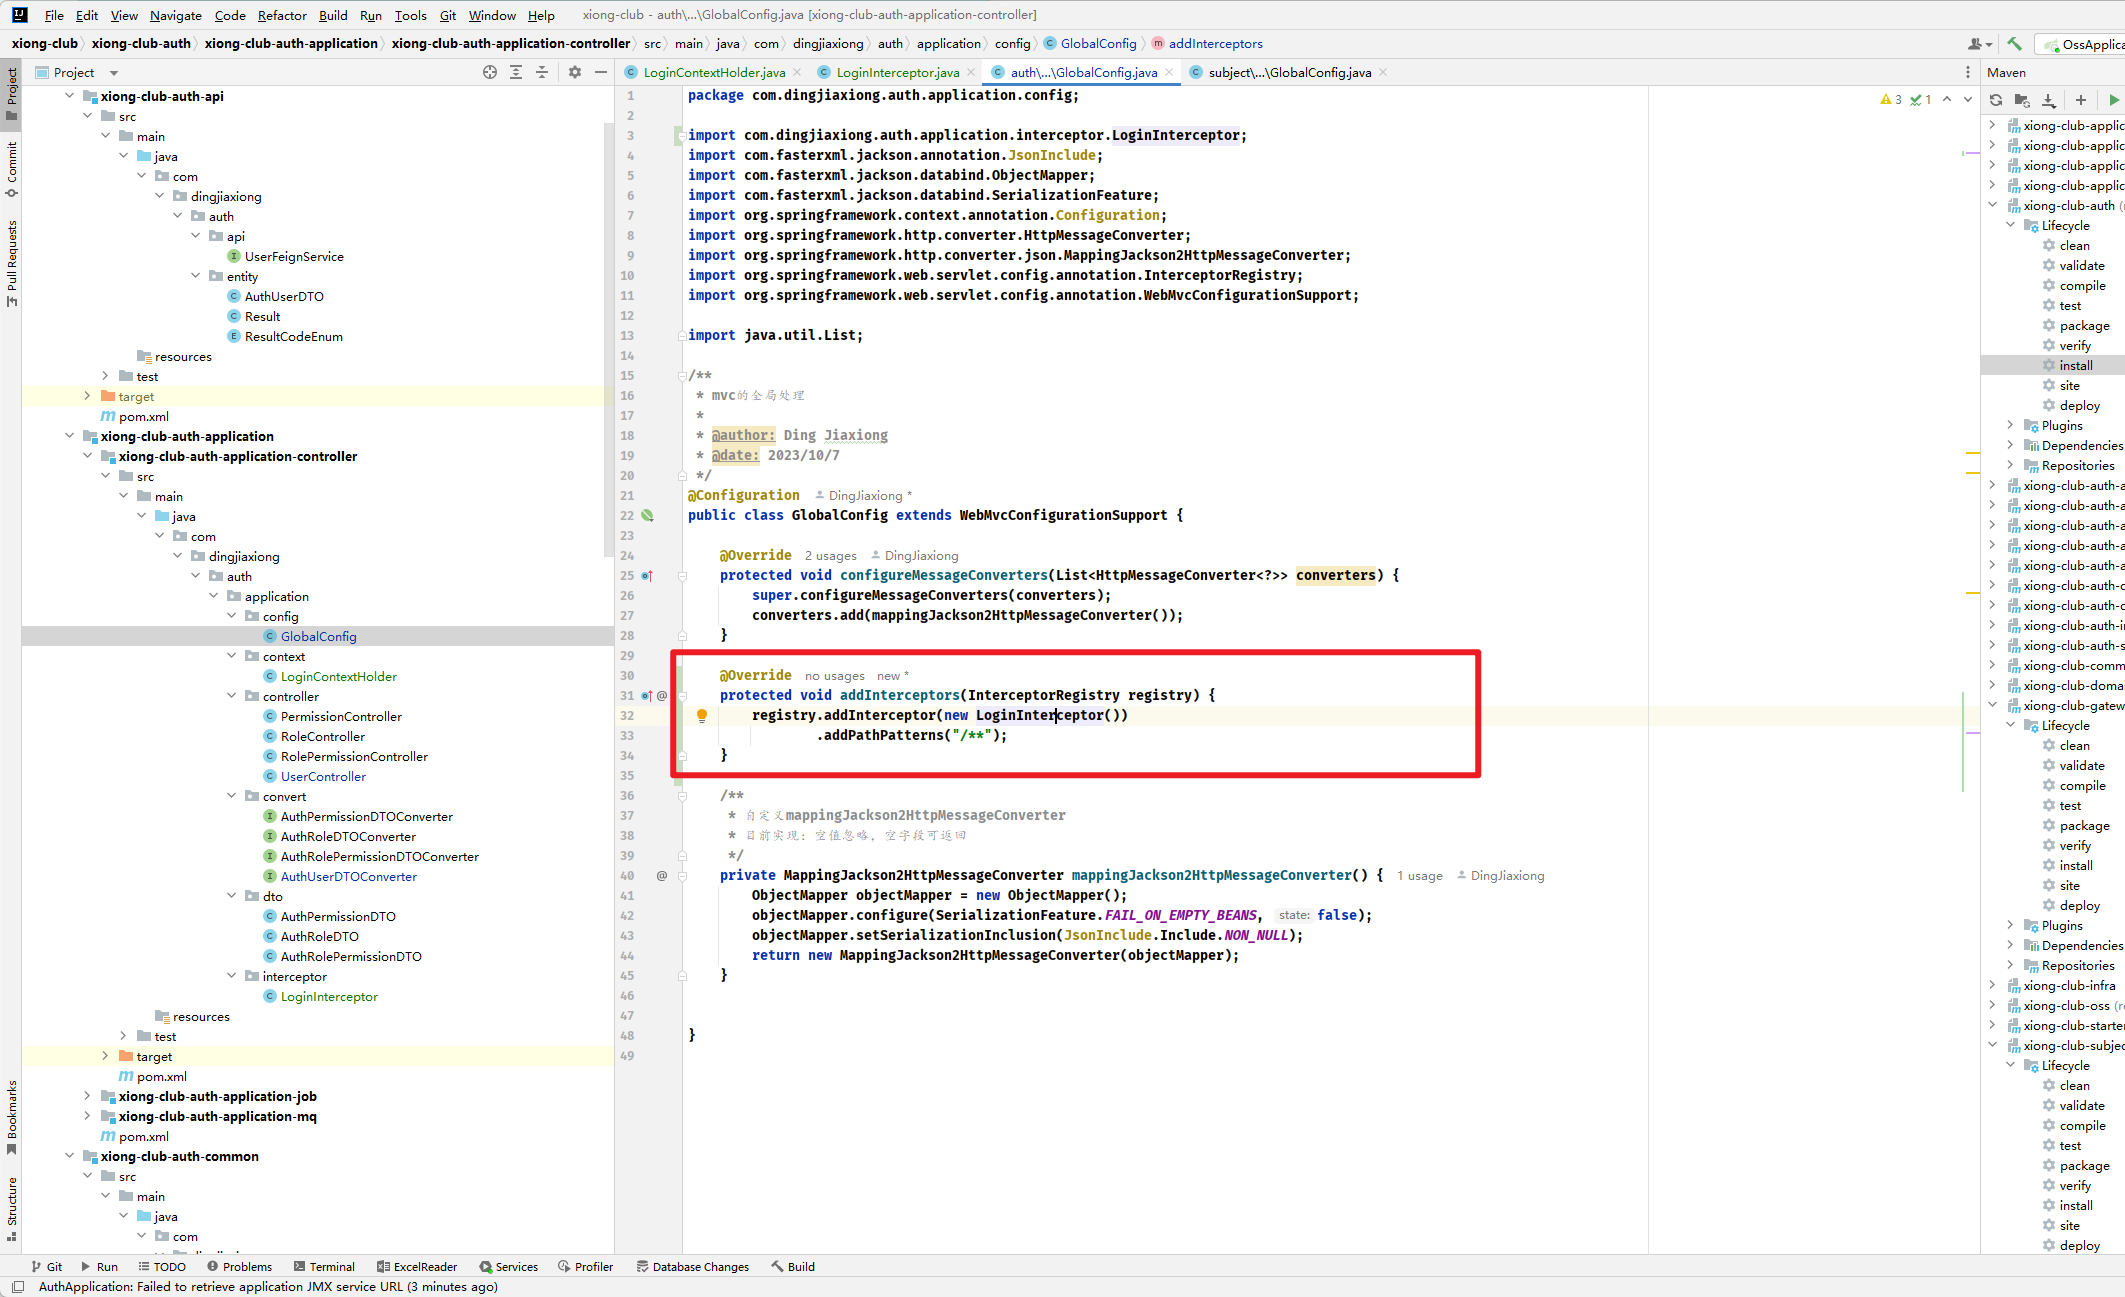 File Edit View Navigate Code Refactor Build Run Tools Git Window Help xiong-club - auth\...\GlobalConfig.java [xiong-club-auth-application-controller]
xiong-club xiong-club-auth xiong-club-auth-application xiong-club-auth-application-controller src main java com dingjiaxiong auth application config GlobalConfig addInterceptors OssApplica
Project
Commit
Pull Requests
Bookmarks
Structure
Project
xiong-club-auth-api
src
main
java
com
dingjiaxiong
auth
api
UserFeignService
entity
AuthUserDTO
Result
ResultCodeEnum
resources
test
target
pom.xml
xiong-club-auth-application
xiong-club-auth-application-controller
src
main
java
com
dingjiaxiong
auth
application
config
GlobalConfig
context
LoginContextHolder
controller
PermissionController
RoleController
RolePermissionController
UserController
convert
AuthPermissionDTOConverter
AuthRoleDTOConverter
AuthRolePermissionDTOConverter
AuthUserDTOConverter
dto
AuthPermissionDTO
AuthRoleDTO
AuthRolePermissionDTO
interceptor
LoginInterceptor
resources
test
target
pom.xml
xiong-club-auth-application-job
xiong-club-auth-application-mq
pom.xml
xiong-club-auth-common
src
main
java
com
LoginContextHolder.java LoginInterceptor.java auth\...\GlobalConfig.java subject\...\GlobalConfig.java
3 1
1 package com.dingjiaxiong.auth.application.config;
2
3 import com.dingjiaxiong.auth.application.interceptor.LoginInterceptor;
4 import com.fasterxml.jackson.annotation.JsonInclude;
5 import com.fasterxml.jackson.databind.ObjectMapper;
6 import com.fasterxml.jackson.databind.SerializationFeature;
7 import org.springframework.context.annotation.Configuration;
8 import org.springframework.http.converter.HttpMessageConverter;
9 import org.springframework.http.converter.json.MappingJackson2HttpMessageConverter;
10 import org.springframework.web.servlet.config.annotation.InterceptorRegistry;
11 import org.springframework.web.servlet.config.annotation.WebMvcConfigurationSupport;
12
13 import java.util.List;
14
15 /**
16 * mvc的全局处理
17 *
18 * @author: Ding Jiaxiong
19 * @date: 2023/10/7
20 */
21 @Configuration DingJiaxiong *
22 public class GlobalConfig extends WebMvcConfigurationSupport {
23
24 @Override 2 usages DingJiaxiong
25 protected void configureMessageConverters(List<HttpMessageConverter<?>> converters) {
26 super.configureMessageConverters(converters);
27 converters.add(mappingJackson2HttpMessageConverter());
28 }
29
30 @Override no usages new *
31 @ protected void addInterceptors(InterceptorRegistry registry) {
32 registry.addInterceptor(new LoginInterceptor())
33 .addPathPatterns("/**");
34 }
35
36 /**
37 * 自定义mappingJackson2HttpMessageConverter
38 * 目前实现：空值忽略，空字段可返回
39 */
40 @ private MappingJackson2HttpMessageConverter mappingJackson2HttpMessageConverter() { 1 usage DingJiaxiong
41 ObjectMapper objectMapper = new ObjectMapper();
42 objectMapper.configure(SerializationFeature.FAIL_ON_EMPTY_BEANS, state: false);
43 objectMapper.setSerializationInclusion(JsonInclude.Include.NON_NULL);
44 return new MappingJackson2HttpMessageConverter(objectMapper);
45 }
46
47
48 }
49
Maven
xiong-club-applic
xiong-club-applic
xiong-club-applic
xiong-club-applic
xiong-club-auth (r
Lifecycle
clean
validate
compile
test
package
verify
install
site
deploy
Plugins
Dependencies
Repositories
xiong-club-auth-a
xiong-club-auth-a
xiong-club-auth-a
xiong-club-auth-a
xiong-club-auth-a
xiong-club-auth-c
xiong-club-auth-c
xiong-club-auth-i
xiong-club-auth-s
xiong-club-comm
xiong-club-domai
xiong-club-gatew
Lifecycle
clean
validate
compile
test
package
verify
install
site
deploy
Plugins
Dependencies
Repositories
xiong-club-infra
xiong-club-oss (r
xiong-club-starter
xiong-club-subjec
Lifecycle
clean
validate
compile
test
package
verify
install
site
deploy
Git Run TODO Problems Terminal ExcelReader Services Profiler Database Changes Build
AuthApplication: Failed to retrieve application JMX service URL (3 minutes ago)